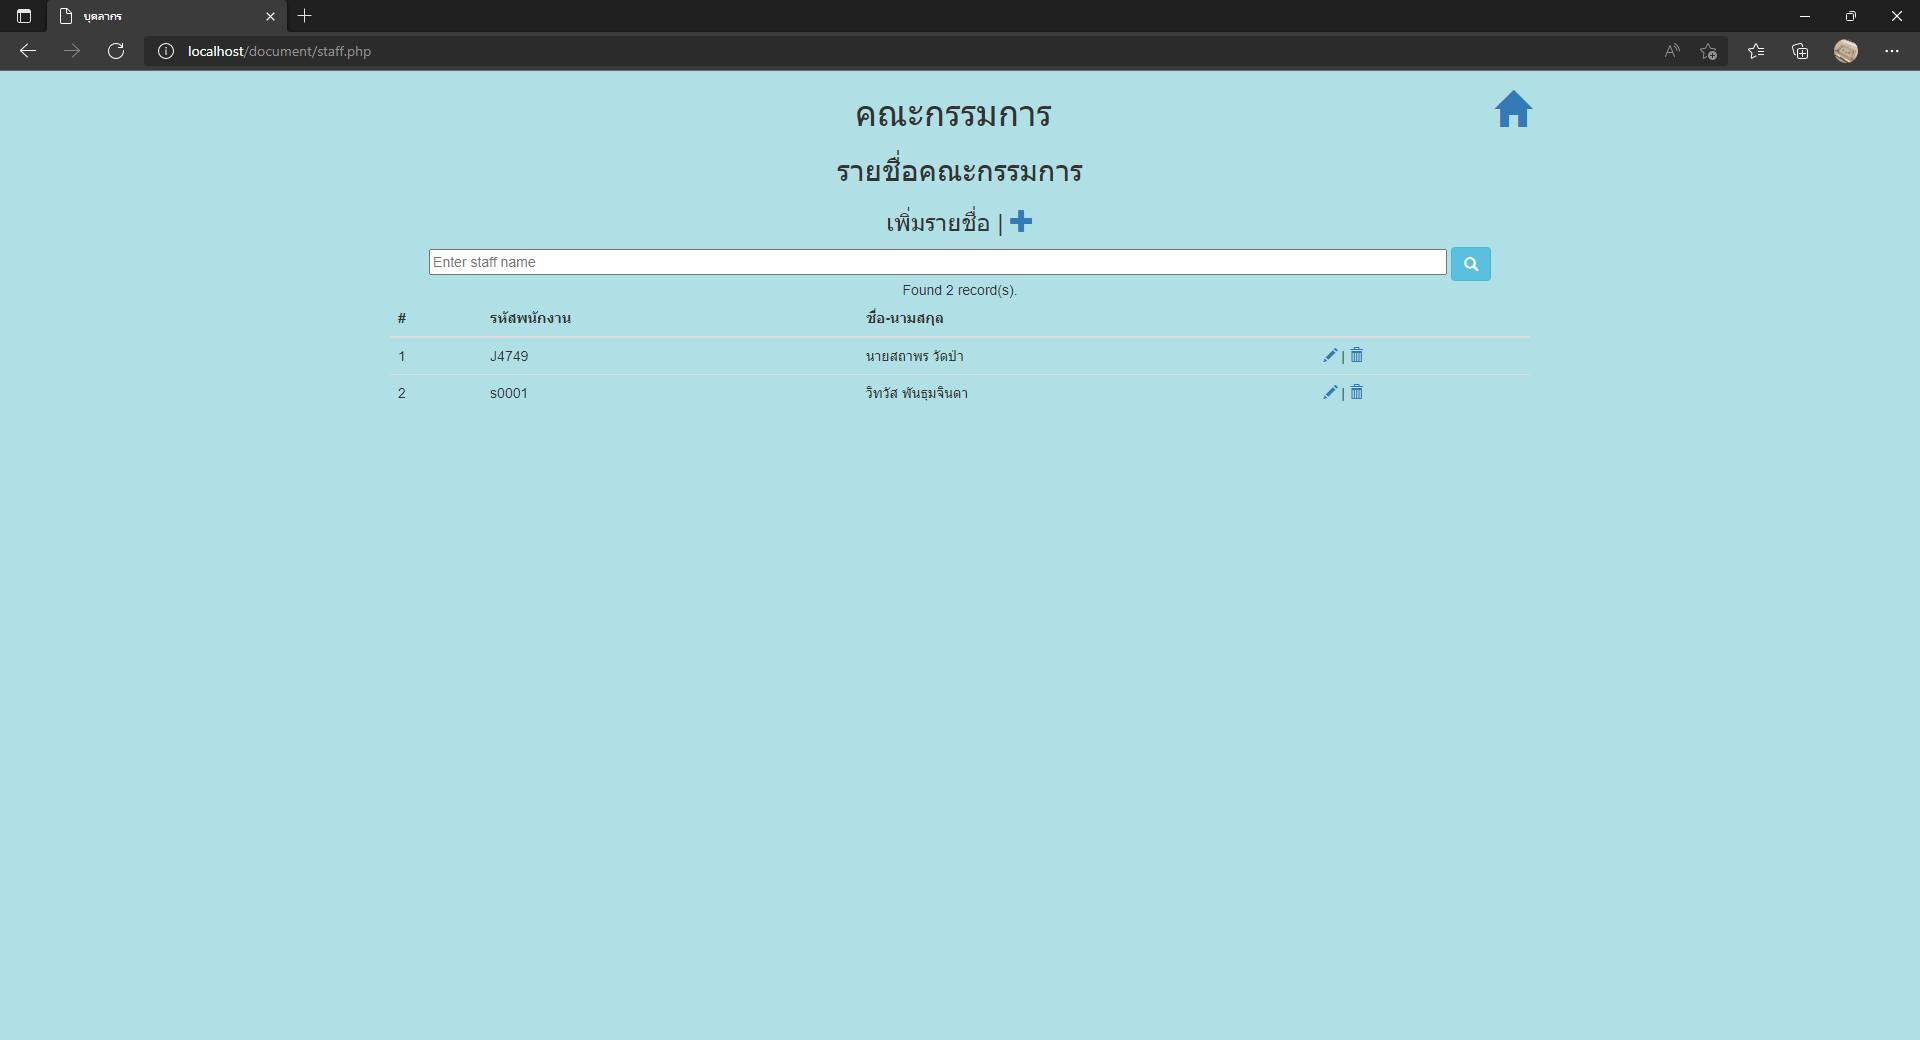 บุคลากร
localhost/document/staff.php
คณะกรรมการ
รายชื่อคณะกรรมการ
เพิ่มรายชื่อ |
Enter staff name
Found 2 record(s).
# รหัสพนักงาน ชื่อ-นามสกุล
1 J4749 นายสถาพร วัดป่า |
2 s0001 วิทวัส พันธุมจินดา |